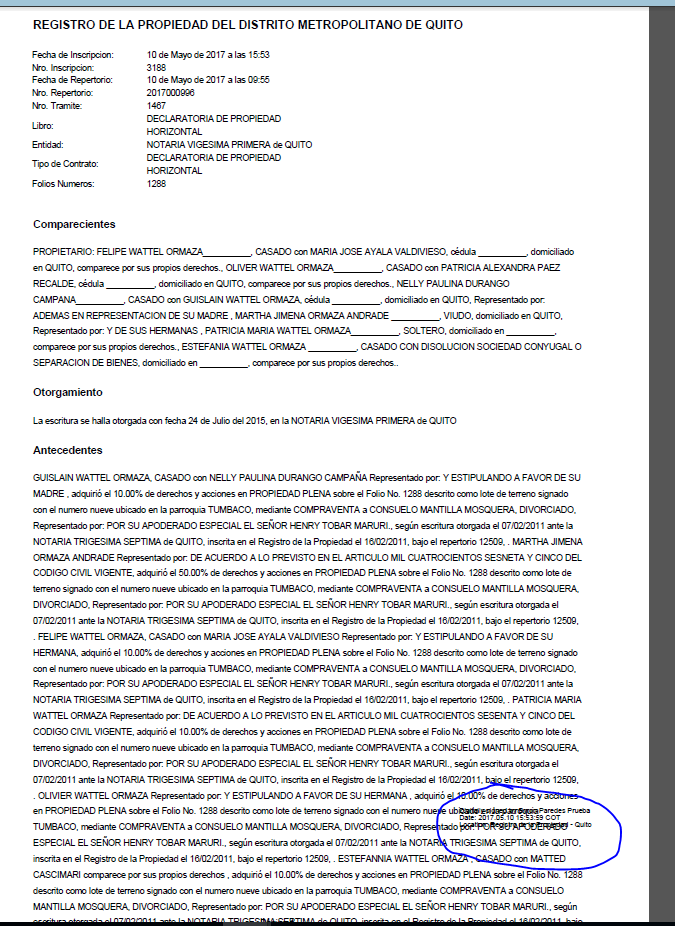 REGISTRO DE LA PROPIEDAD DEL DISTRITO METROPOLITANO DE QUITO
Fecha de Inscripcion: 10 de Mayo de 2017 a las 15:53
Nro. Inscripcion: 3188
Fecha de Repertorio: 10 de Mayo de 2017 a las 09:55
Nro. Repertorio: 2017000996
Nro. Tramite: 1467
Libro: DECLARATORIA DE PROPIEDAD
HORIZONTAL
Entidad: NOTARIA VIGESIMA PRIMERA de QUITO
Tipo de Contrato: DECLARATORIA DE PROPIEDAD
HORIZONTAL
Folios Numeros: 1288
Comparecientes
PROPIETARIO: FELIPE WATTEL ORMAZA__________, CASADO con MARIA JOSE AYALA VALDIVIESO, cédula __________, domiciliado
en QUITO, comparece por sus propios derechos., OLIVER WATTEL ORMAZA__________, CASADO con PATRICIA ALEXANDRA PAEZ
RECALDE, cédula __________, domiciliado en QUITO, comparece por sus propios derechos., NELLY PAULINA DURANGO
CAMPANA__________, CASADO con GUISLAIN WATTEL ORMAZA, cédula __________, domiciliado en QUITO, Representado por:
ADEMAS EN REPRESENTACION DE SU MADRE , MARTHA JIMENA ORMAZA ANDRADE __________, VIUDO, domiciliado en QUITO,
Representado por: Y DE SUS HERMANAS , PATRICIA MARIA WATTEL ORMAZA__________, SOLTERO, domiciliado en __________,
comparece por sus propios derechos., ESTEFANIA WATTEL ORMAZA __________, CASADO CON DISOLUCION SOCIEDAD CONYUGAL O
SEPARACION DE BIENES, domiciliado en __________, comparece por sus propios derechos..
Otorgamiento
La escritura se halla otorgada con fecha 24 de Julio del 2015, en la NOTARIA VIGESIMA PRIMERA de QUITO
Antecedentes
GUISLAIN WATTEL ORMAZA, CASADO con NELLY PAULINA DURANGO CAMPAÑA Representado por: Y ESTIPULANDO A FAVOR DE SU
MADRE , adquirió el 10.00% de derechos y acciones en PROPIEDAD PLENA sobre el Folio No. 1288 descrito como lote de terreno signado
con el numero nueve ubicado en la parroquia TUMBACO, mediante COMPRAVENTA a CONSUELO MANTILLA MOSQUERA, DIVORCIADO,
Representado por: POR SU APODERADO ESPECIAL EL SEÑOR HENRY TOBAR MARURI., según escritura otorgada el 07/02/2011 ante la
NOTARIA TRIGESIMA SEPTIMA de QUITO, inscrita en el Registro de la Propiedad el 16/02/2011, bajo el repertorio 12509, . MARTHA JIMENA
ORMAZA ANDRADE Representado por: DE ACUERDO A LO PREVISTO EN EL ARTICULO MIL CUATROCIENTOS SESNETA Y CINCO DEL
CODIGO CIVIL VIGENTE, adquirió el 50.00% de derechos y acciones en PROPIEDAD PLENA sobre el Folio No. 1288 descrito como lote de
terreno signado con el numero nueve ubicado en la parroquia TUMBACO, mediante COMPRAVENTA a CONSUELO MANTILLA MOSQUERA,
DIVORCIADO, Representado por: POR SU APODERADO ESPECIAL EL SEÑOR HENRY TOBAR MARURI., según escritura otorgada el
07/02/2011 ante la NOTARIA TRIGESIMA SEPTIMA de QUITO, inscrita en el Registro de la Propiedad el 16/02/2011, bajo el repertorio 12509,
. FELIPE WATTEL ORMAZA, CASADO con MARIA JOSE AYALA VALDIVIESO Representado por: Y ESTIPULANDO A FAVOR DE SU
HERMANA, adquirió el 10.00% de derechos y acciones en PROPIEDAD PLENA sobre el Folio No. 1288 descrito como lote de terreno signado
con el numero nueve ubicado en la parroquia TUMBACO, mediante COMPRAVENTA a CONSUELO MANTILLA MOSQUERA, DIVORCIADO,
Representado por: POR SU APODERADO ESPECIAL EL SEÑOR HENRY TOBAR MARURI., según escritura otorgada el 07/02/2011 ante la
NOTARIA TRIGESIMA SEPTIMA de QUITO, inscrita en el Registro de la Propiedad el 16/02/2011, bajo el repertorio 12509, . PATRICIA MARIA
WATTEL ORMAZA Representado por: DE ACUERDO A LO PREVISTO EN EL ARTICULO MIL CUATROCIENTOS SESENTA Y CINCO DEL
CODIGO CIVIL VIGENTE, adquirió el 10.00% de derechos y acciones en PROPIEDAD PLENA sobre el Folio No. 1288 descrito como lote de
terreno signado con el numero nueve ubicado en la parroquia TUMBACO, mediante COMPRAVENTA a CONSUELO MANTILLA MOSQUERA,
DIVORCIADO, Representado por: POR SU APODERADO ESPECIAL EL SEÑOR HENRY TOBAR MARURI., según escritura otorgada el
07/02/2011 ante la NOTARIA TRIGESIMA SEPTIMA de QUITO, inscrita en el Registro de la Propiedad el 16/02/2011, bajo el repertorio 12509,
. OLIVIER WATTEL ORMAZA Representado por: Y ESTIPULANDO A FAVOR DE SU HERMANA , adquirió el 10.00% de derechos y acciones
en PROPIEDAD PLENA sobre el Folio No. 1288 descrito como lote de terreno signado con el numero nueve ubicado en la parroquia
Paredes Prueba
Date: 2017.05.10 15:53:59 COT
TUMBACO, mediante COMPRAVENTA a CONSUELO MANTILLA MOSQUERA, DIVORCIADO, Representado por: POR SU APODERADO
Location: Registro de la Propiedad - Quito
ESPECIAL EL SEÑOR HENRY TOBAR MARURI., según escritura otorgada el 07/02/2011 ante la NOTARIA TRIGESIMA SEPTIMA de QUITO,
inscrita en el Registro de la Propiedad el 16/02/2011, bajo el repertorio 12509, . ESTEFANNIA WATTEL ORMAZA , CASADO con MATTED
CASCIMARI comparece por sus propios derechos , adquirió el 10.00% de derechos y acciones en PROPIEDAD PLENA sobre el Folio No. 1288
descrito como lote de terreno signado con el numero nueve ubicado en la parroquia TUMBACO, mediante COMPRAVENTA a CONSUELO
MANTILLA MOSQUERA, DIVORCIADO, Representado por: POR SU APODERADO ESPECIAL EL SEÑOR HENRY TOBAR MARURI., según
escritura otorgada el 07/02/2011 ante la NOTARIA TRIGESIMA SEPTIMA de QUITO, inscrita en el Registro de la Propiedad el 16/02/2011, bajo